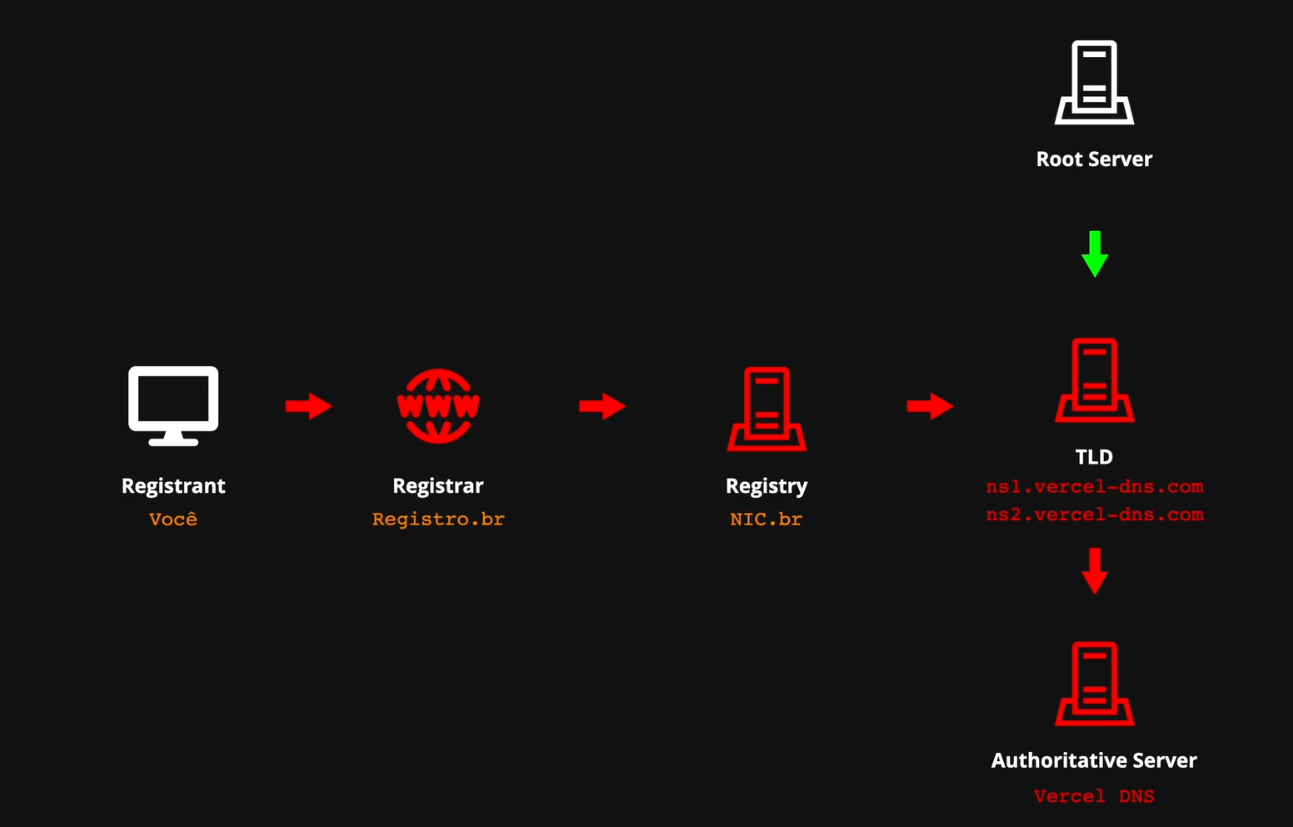 Root Server
WWW
Registrant
Você
Registrar
Registro.br
Registry
NIC.br
TLD
ns1.vercel-dns.com
ns2.vercel-dns.com
Authoritative Server
Vercel DNS